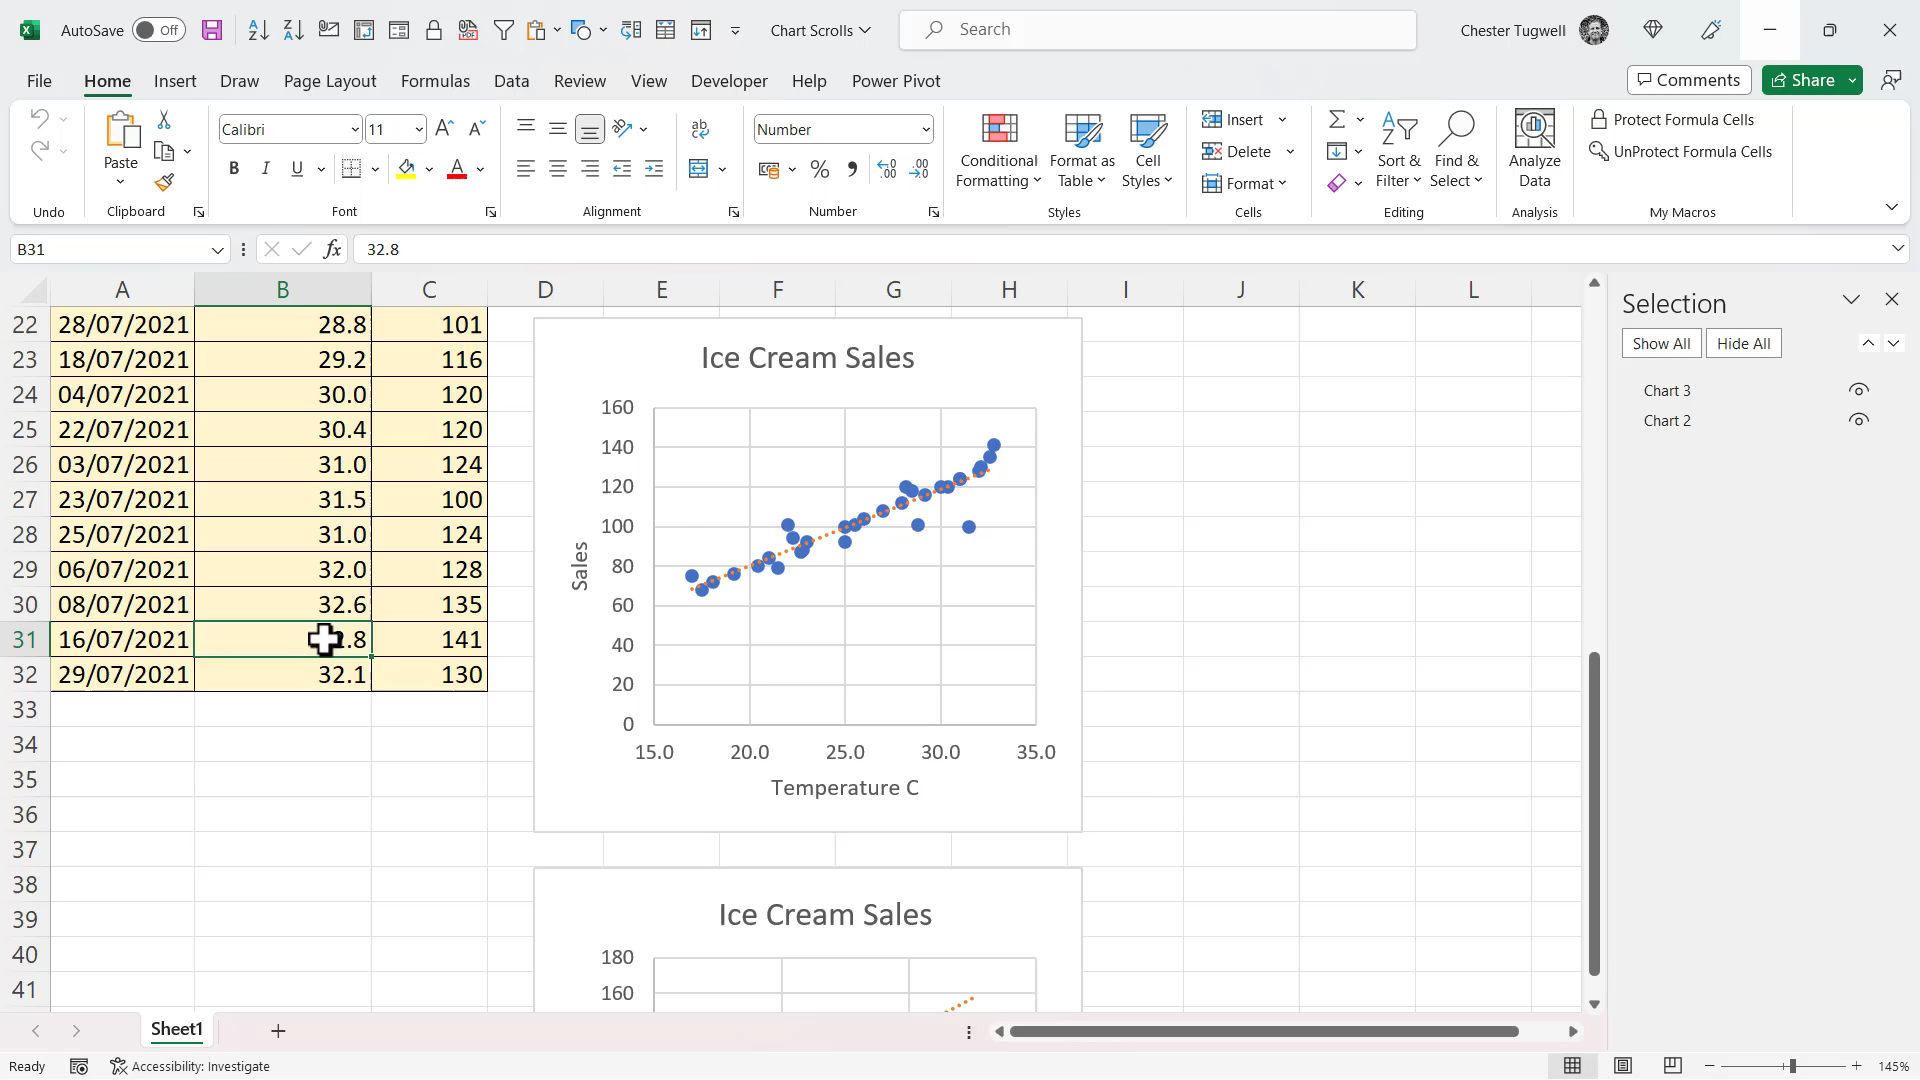 AutoSave Off Chart Scrolls Search Chester Tugwell
File Home Insert Draw Page Layout Formulas Data Review View Developer Help Power Pivot Comments Share
Paste
Calibri 11
Number
Conditional Formatting
Format as Table
Cell Styles
Insert
Delete
Format
Sort & Filter
Find & Select
Analyze Data
Protect Formula Cells
UnProtect Formula Cells
Undo Clipboard Font Alignment Number Styles Cells Editing Analysis My Macros
B31 fx 32.8
A B C D E F G H I J K L
22 28/07/2021 28.8 101
23 18/07/2021 29.2 116
24 04/07/2021 30.0 120
25 22/07/2021 30.4 120
26 03/07/2021 31.0 124
27 23/07/2021 31.5 100
28 25/07/2021 31.0 124
29 06/07/2021 32.0 128
30 08/07/2021 32.6 135
31 16/07/2021 .8 141
32 29/07/2021 32.1 130
33
34
35
36
37
38
39
40
41
Ice Cream Sales
160
140
120
100
80
60
40
20
0
15.0 20.0 25.0 30.0 35.0
Sales
Temperature C
Ice Cream Sales
180
160
Selection
Show All Hide All
Chart 3
Chart 2
Sheet1
Ready Accessibility: Investigate 145%